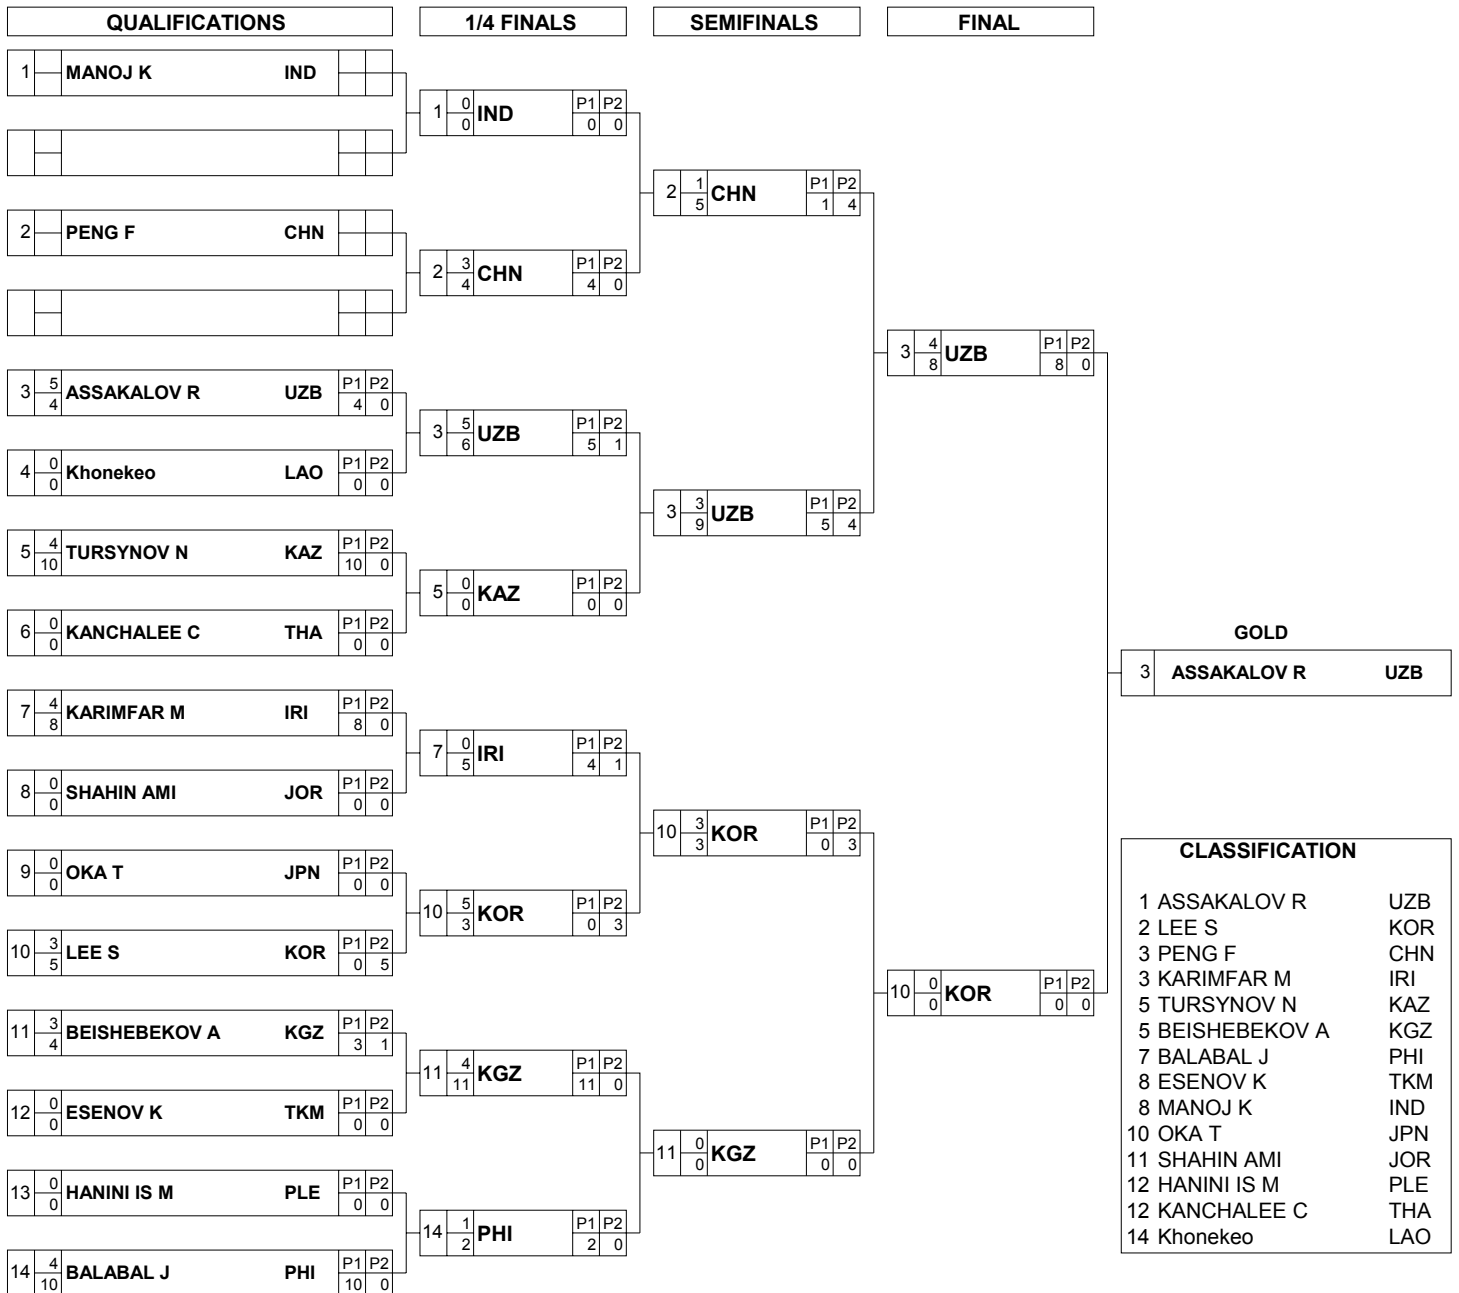 QUALIFICATIONS
1/4 FINALS
SEMIFINALS
FINAL
1 MANOJ K IND
2 PENG F CHN
3 5 4 ASSAKALOV R UZB P1 P2 4 0
4 0 0 Khonekeo LAO P1 P2 0 0
5 4 10 TURSYNOV N KAZ P1 P2 10 0
6 0 0 KANCHALEE C THA P1 P2 0 0
7 4 8 KARIMFAR M IRI P1 P2 8 0
8 0 0 SHAHIN AMI JOR P1 P2 0 0
9 0 0 OKA T JPN P1 P2 0 0
10 3 5 LEE S KOR P1 P2 0 5
11 3 4 BEISHEBEKOV A KGZ P1 P2 3 1
12 0 0 ESENOV K TKM P1 P2 0 0
13 0 0 HANINI IS M PLE P1 P2 0 0
14 4 10 BALABAL J PHI P1 P2 10 0
1 0 0 IND P1 P2 0 0
2 3 4 CHN P1 P2 4 0
3 5 6 UZB P1 P2 5 1
5 0 0 KAZ P1 P2 0 0
7 0 5 IRI P1 P2 4 1
10 5 3 KOR P1 P2 0 3
11 4 11 KGZ P1 P2 11 0
14 1 2 PHI P1 P2 2 0
2 1 5 CHN P1 P2 1 4
3 3 9 UZB P1 P2 5 4
10 3 3 KOR P1 P2 0 3
11 0 0 KGZ P1 P2 0 0
3 4 8 UZB P1 P2 8 0
10 0 0 KOR P1 P2 0 0
GOLD
3 ASSAKALOV R UZB
CLASSIFICATION
1 ASSAKALOV R UZB
2 LEE S KOR
3 PENG F CHN
3 KARIMFAR M IRI
5 TURSYNOV N KAZ
5 BEISHEBEKOV A KGZ
7 BALABAL J PHI
8 ESENOV K TKM
8 MANOJ K IND
10 OKA T JPN
11 SHAHIN AMI JOR
12 HANINI IS M PLE
12 KANCHALEE C THA
14 Khonekeo LAO